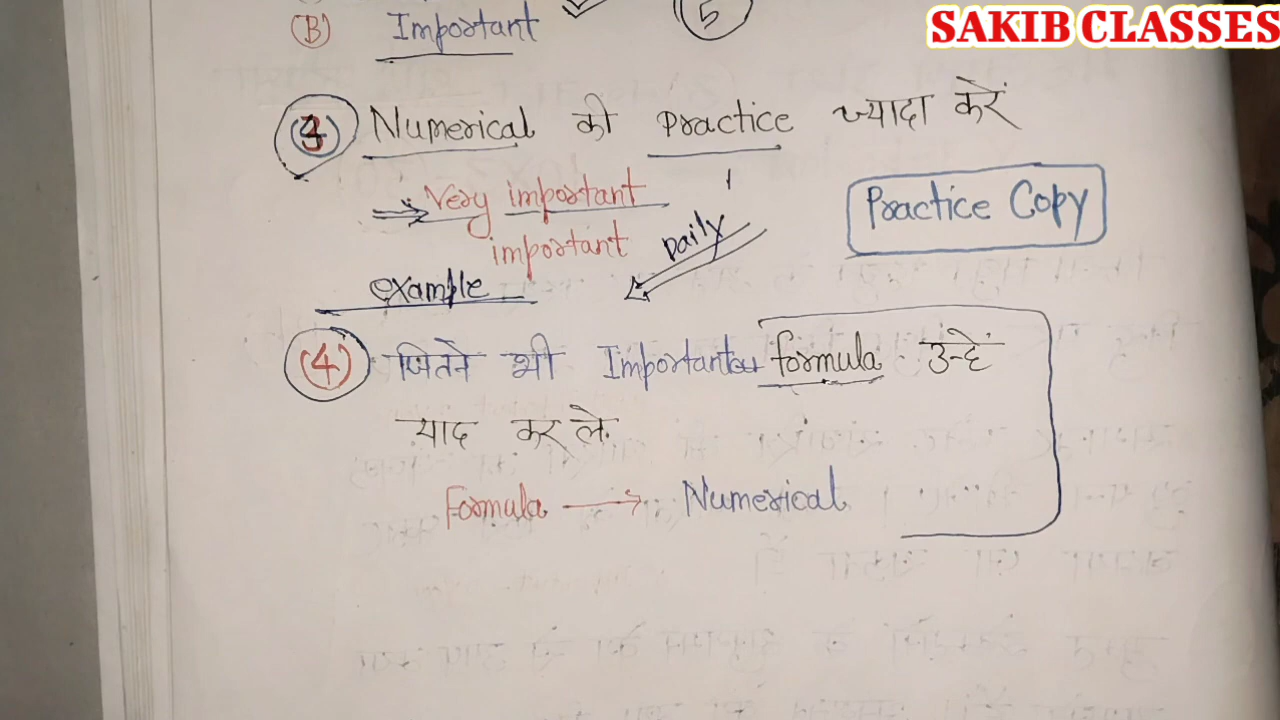 SAKIB CLASSES
(B) Important 5
(3) Numerical की Practice ज्यादा करें
Very important
Practice Copy
important Daily
example
(4) जितने भी Important formula उन्हें
याद कर ले
Formula → Numerical